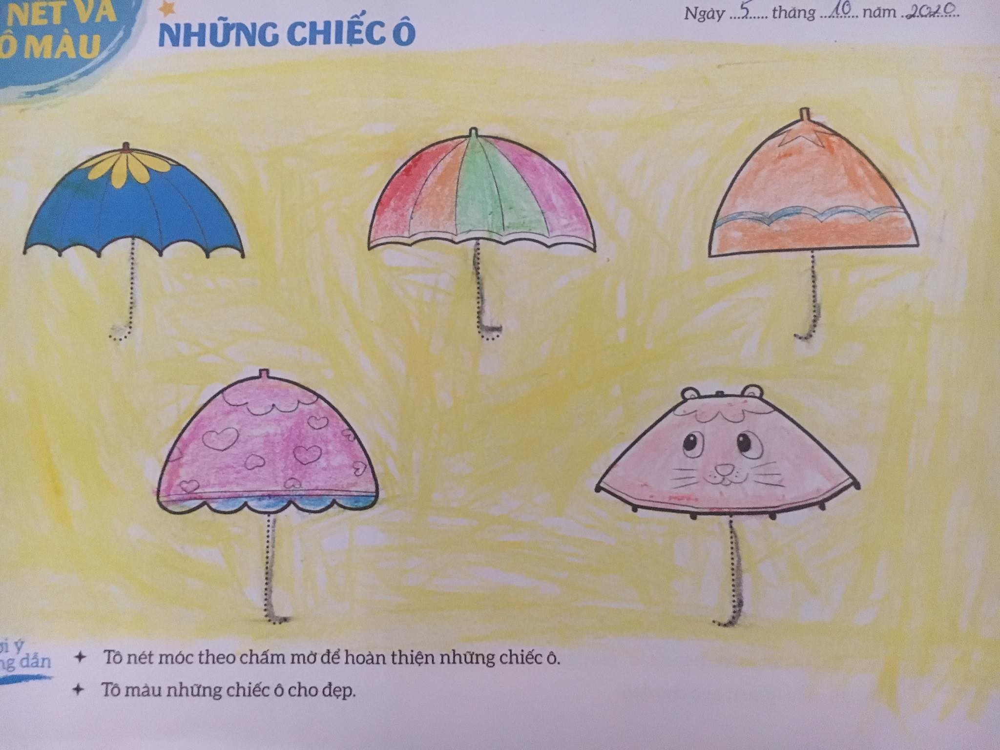 NÉT VÀ
Ô MÀU
NHỮNG CHIẾC Ô
Ngày 5 tháng 10 năm 2020
ợi ý
ng dẫn
Tô nét móc theo chấm mờ để hoàn thiện những chiếc ô.
Tô màu những chiếc ô cho đẹp.